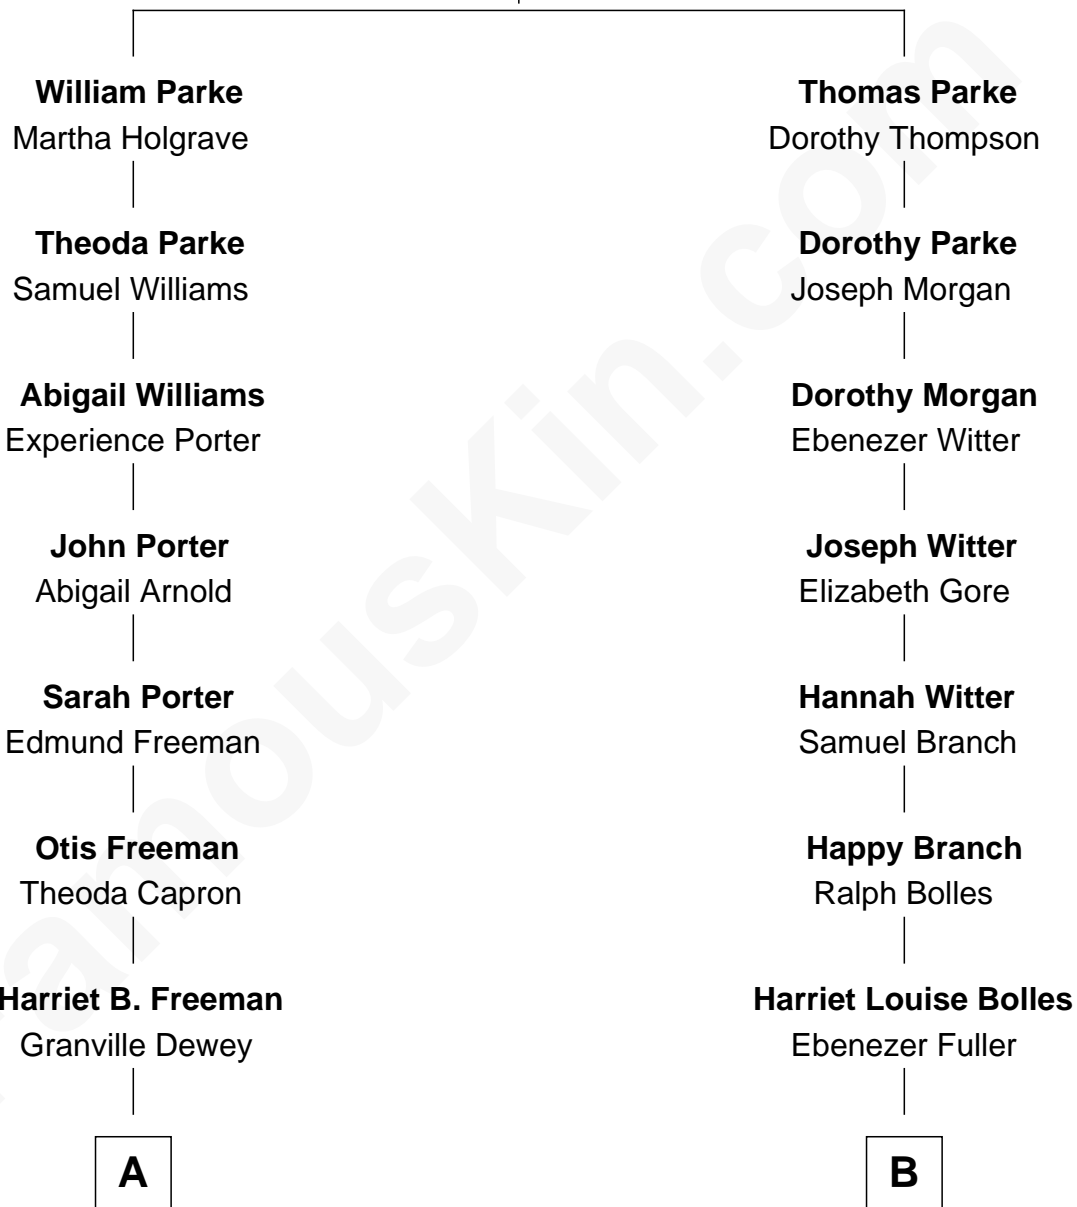 William Parke
Martha Holgrave
Thomas Parke
Dorothy Thompson
Theoda Parke
Samuel Williams
Dorothy Parke
Joseph Morgan
Abigail Williams
Experience Porter
Dorothy Morgan
Ebenezer Witter
John Porter
Abigail Arnold
Joseph Witter
Elizabeth Gore
Sarah Porter
Edmund Freeman
Hannah Witter
Samuel Branch
Otis Freeman
Theoda Capron
Happy Branch
Ralph Bolles
Harriet B. Freeman
Granville Dewey
Harriet Louise Bolles
Ebenezer Fuller
A
B
FamousKin.com